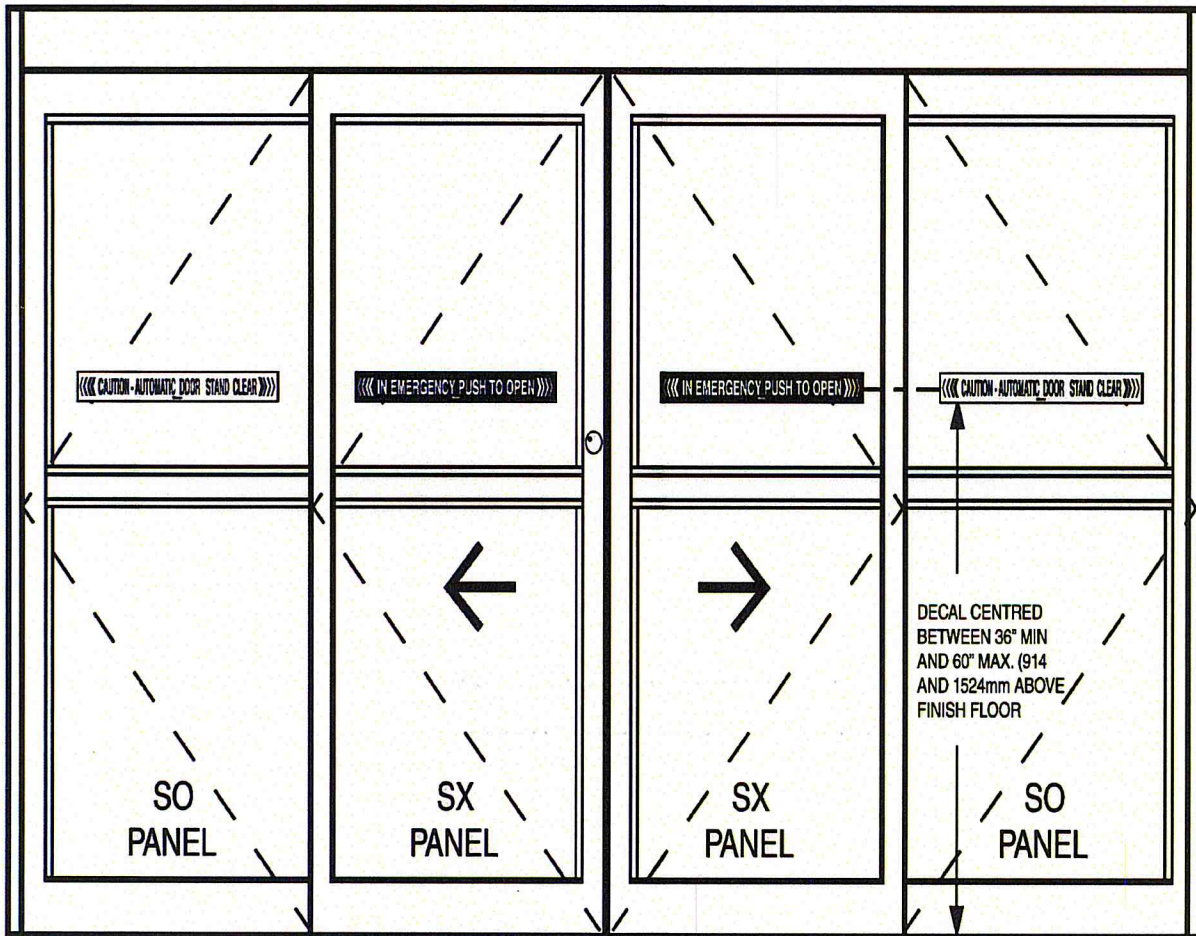 ««« CAUTION - AUTOMATIC DOOR STAND CLEAR »»»
««« IN EMERGENCY PUSH TO OPEN »»»
««« IN EMERGENCY PUSH TO OPEN »»»
««« CAUTION - AUTOMATIC DOOR STAND CLEAR »»»
DECAL CENTRED
BETWEEN 36" MIN
AND 60" MAX. (914
AND 1524mm ABOVE
FINISH FLOOR
SO
PANEL
SX
PANEL
SX
PANEL
SO
PANEL